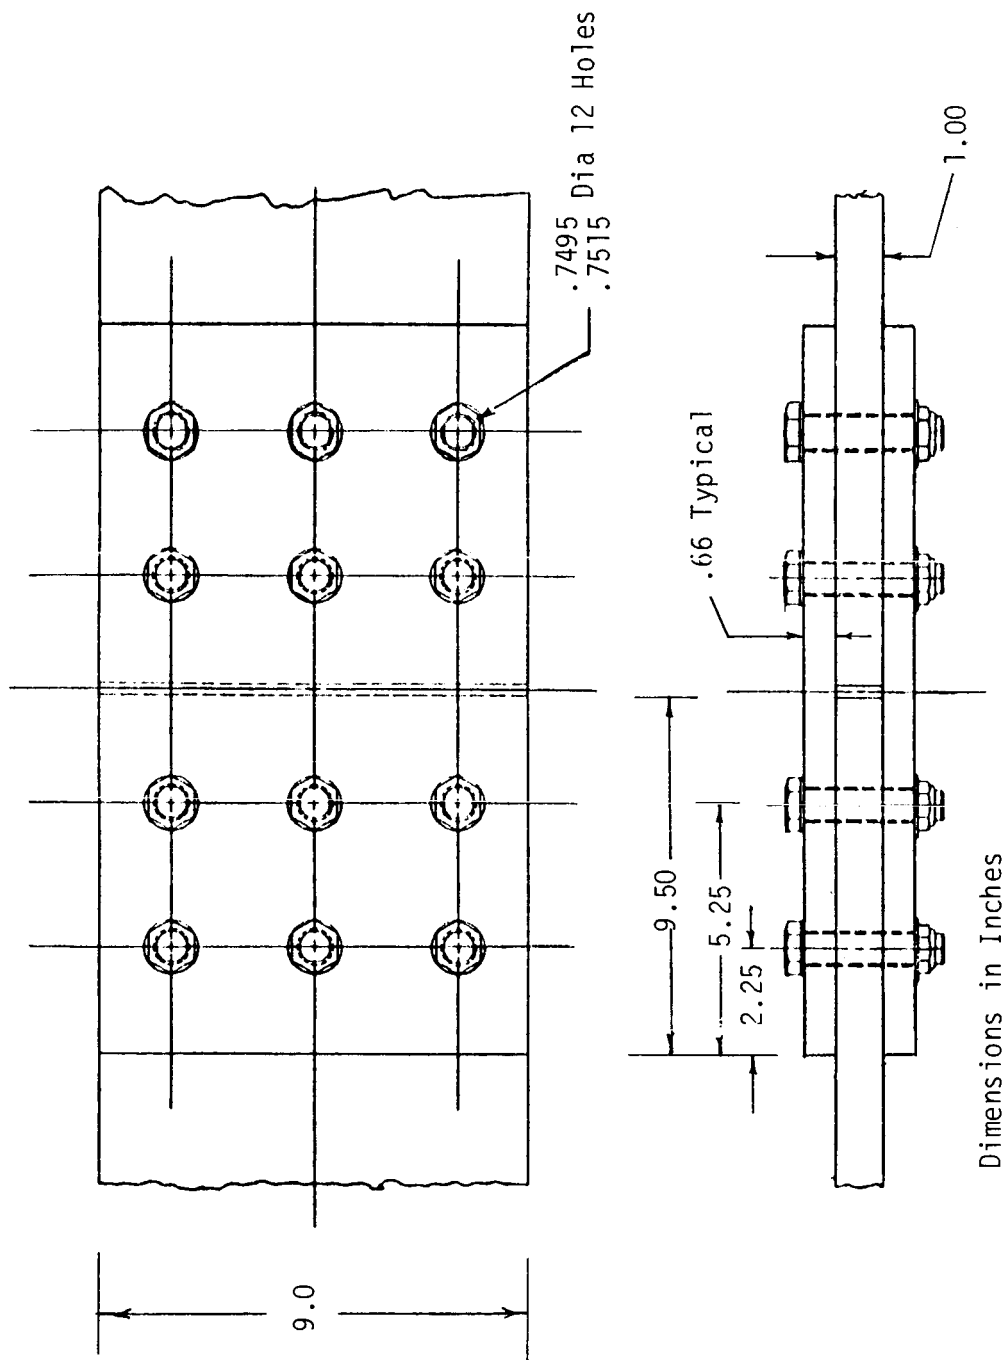 .7495 Dia 12 Holes
.7515
9.0
.66 Typical
1.00
9.50
5.25
2.25
Dimensions in Inches